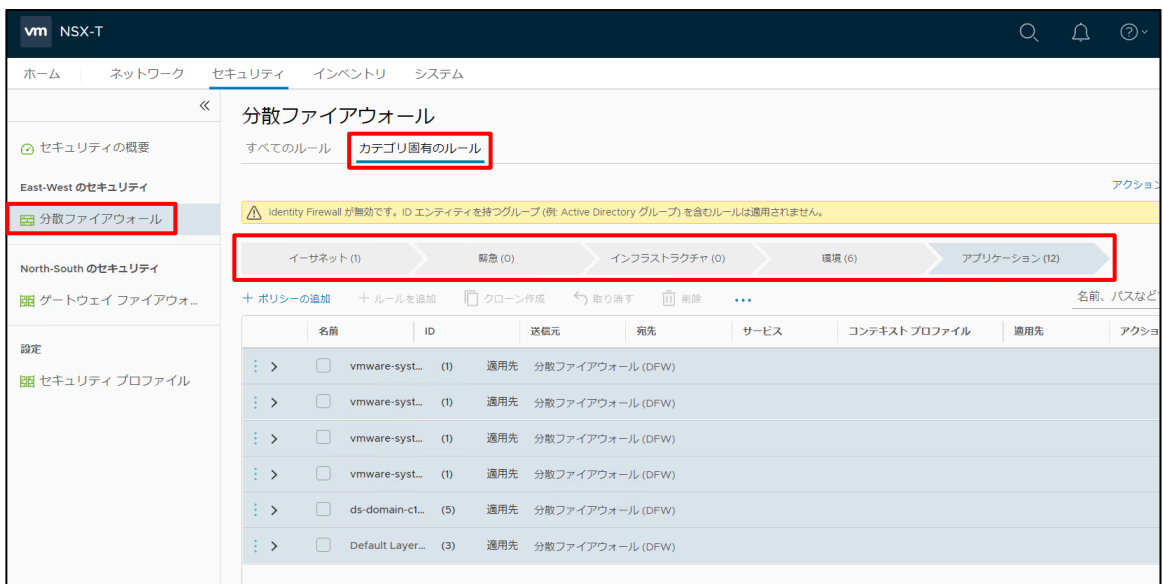 vm NSX-T
ホーム ネットワーク セキュリティ インベントリ システム
分散ファイアウォール
すべてのルール カテゴリ固有のルール
セキュリティの概要
East-West のセキュリティ
分散ファイアウォール
North-South のセキュリティ
ゲートウェイ ファイアウォ...
設定
セキュリティ プロファイル
アクション
Identity Firewall が無効です。ID エンティティを持つグループ (例: Active Directory グループ) を含むルールは適用されません。
イーサネット (1) 緊急 (0) インフラストラクチャ (0) 環境 (6) アプリケーション (12)
+ ポリシーの追加 + ルールを追加 クローン作成 取り消す 削除 ...
名前、パスなど
名前 ID 送信元 宛先 サービス コンテキスト プロファイル 適用先 アクショ
vmware-syst... (1) 適用先 分散ファイアウォール (DFW)
vmware-syst... (1) 適用先 分散ファイアウォール (DFW)
vmware-syst... (1) 適用先 分散ファイアウォール (DFW)
vmware-syst... (1) 適用先 分散ファイアウォール (DFW)
ds-domain-c1... (5) 適用先 分散ファイアウォール (DFW)
Default Layer... (3) 適用先 分散ファイアウォール (DFW)